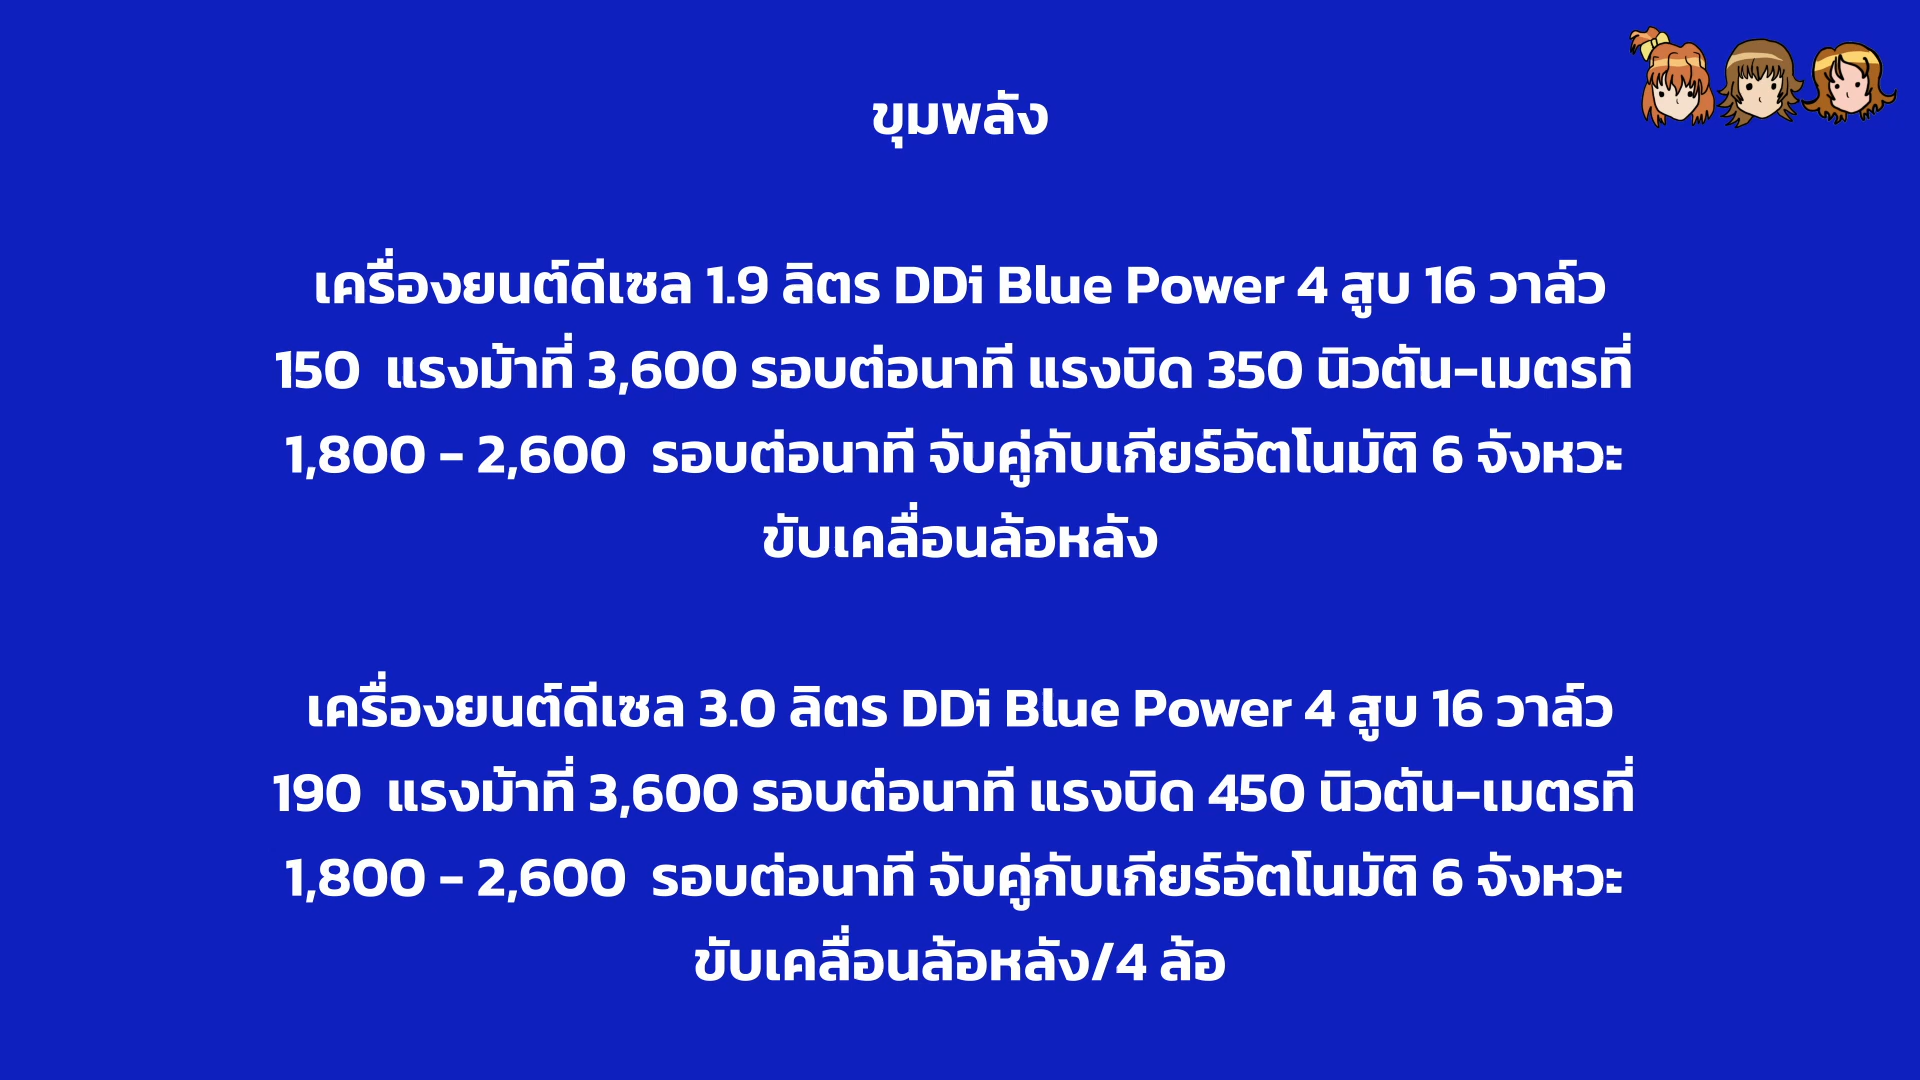 ขุมพลัง
เครื่องยนต์ดีเซล 1.9 ลิตร DDi Blue Power 4 สูบ 16 วาล์ว
150 แรงม้าที่ 3,600 รอบต่อนาที แรงบิด 350 นิวตัน-เมตรที่
1,800 - 2,600 รอบต่อนาที จับคู่กับเกียร์อัตโนมัติ 6 จังหวะ
ขับเคลื่อนล้อหลัง
เครื่องยนต์ดีเซล 3.0 ลิตร DDi Blue Power 4 สูบ 16 วาล์ว
190 แรงม้าที่ 3,600 รอบต่อนาที แรงบิด 450 นิวตัน-เมตรที่
1,800 - 2,600 รอบต่อนาที จับคู่กับเกียร์อัตโนมัติ 6 จังหวะ
ขับเคลื่อนล้อหลัง/4 ล้อ